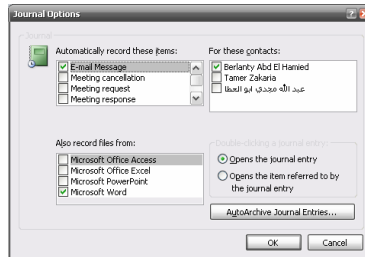 Journal Options
Journal
Automatically record these items:
E-mail Message
Meeting cancellation
Meeting request
Meeting response
For these contacts:
Berlanty Abd El Hamied
Tamer Zakaria
عبد الله مجدي ابو العطا
Also record files from:
Microsoft Office Access
Microsoft Office Excel
Microsoft PowerPoint
Microsoft Word
Double-clicking a journal entry:
Opens the journal entry
Opens the item referred to by
the journal entry
AutoArchive Journal Entries...
OK
Cancel